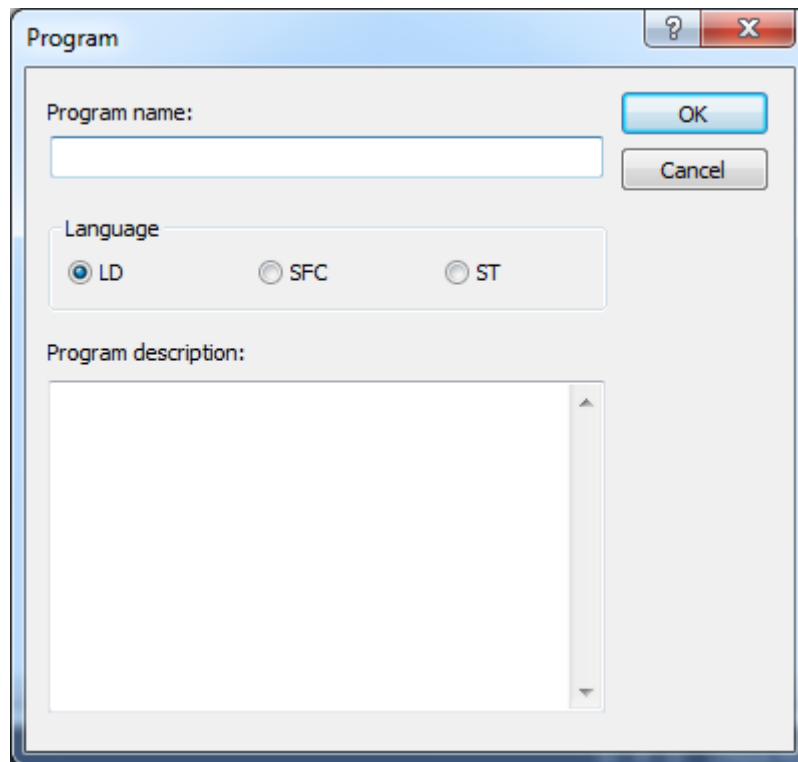 Program
Program name:
OK
Cancel
Language
LD SFC ST
Program description: